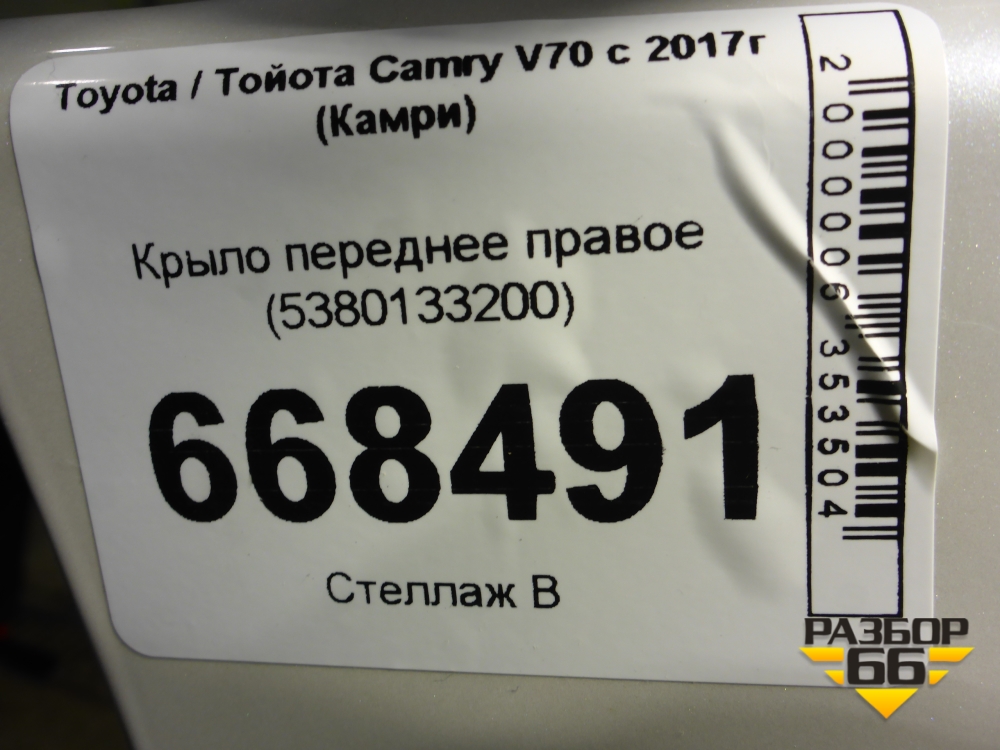 Toyota / Тойота Camry V70 с 2017г
(Камри)
Крыло переднее правое
(5380133200)
668491
Стеллаж В
2000006353504
РАЗБОР
66